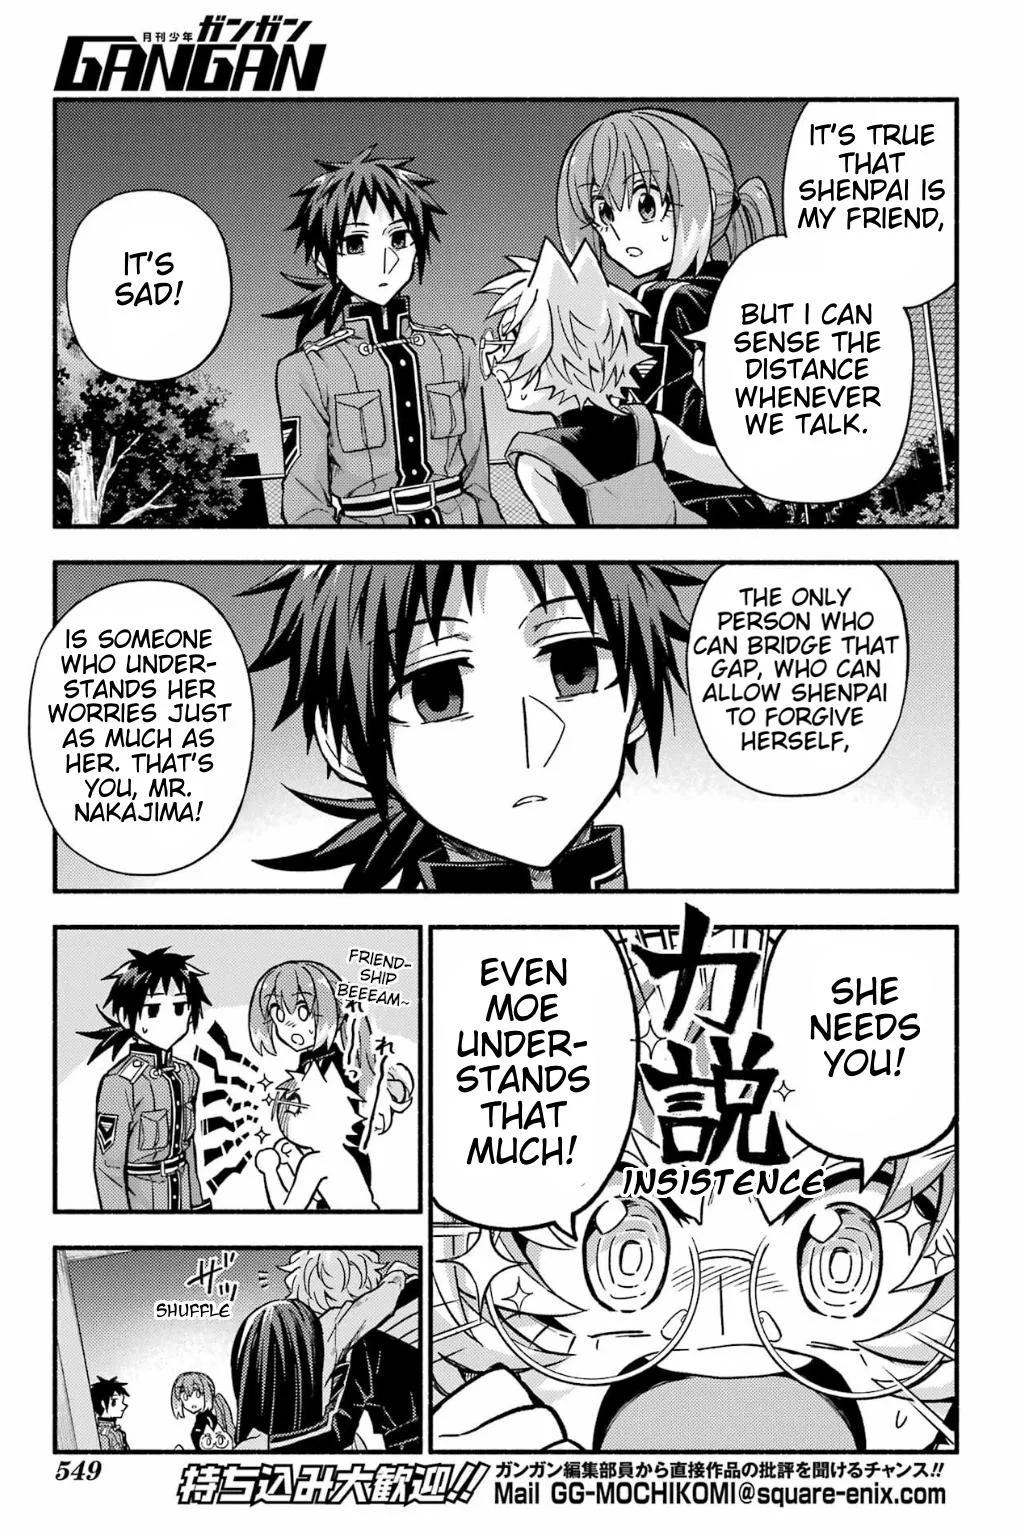 月刊少年
ガンガン
GANGAN
IT'S TRUE
THAT
SHENPAI IS
MY FRIEND,
BUT I CAN
SENSE THE
DISTANCE
WHENEVER
WE TALK.
IT'S
SAD!
THE ONLY
PERSON WHO
CAN BRIDGE THAT
GAP, WHO CAN
ALLOW SHENPAI
TO FORGIVE
HERSELF,
IS SOMEONE
WHO UNDER-
STANDS HER
WORRIES JUST
AS MUCH AS
HER. THAT'S
YOU, MR.
NAKAJIMA!
SHE
NEEDS
YOU!
力説
INSISTENCE
EVEN
MOE
UNDER-
STANDS
THAT
MUCH!
FRIEND-
SHIP
BEEEAM~
ザッ
SHUFFLE
549
持ち込み大歓迎!!
ガンガン編集部員から直接作品の批評を聞けるチャンス!!
Mail GG-MOCHIKOMI@square-enix.com